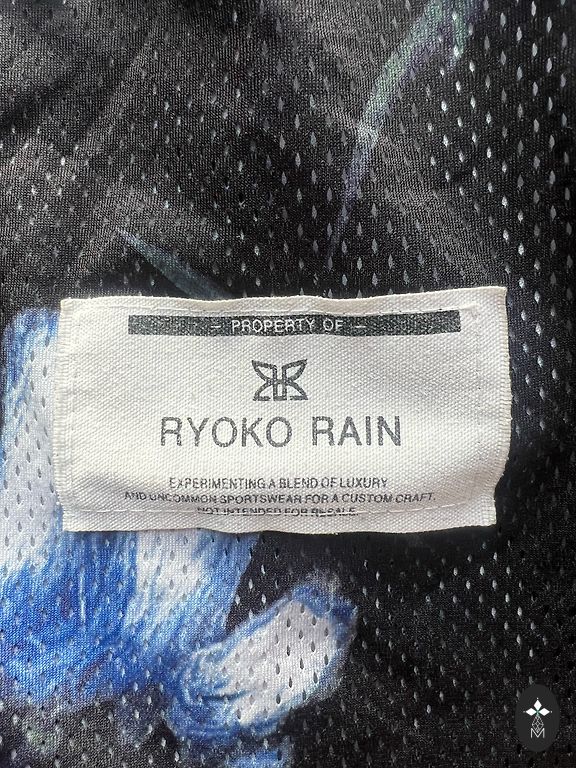 – PROPERTY OF –
RYOKO RAIN
EXPERIMENTING A BLEND OF LUXURY
AND UNCOMMON SPORTSWEAR FOR A CUSTOM CRAFT.
NOT INTENDED FOR RESALE.
M